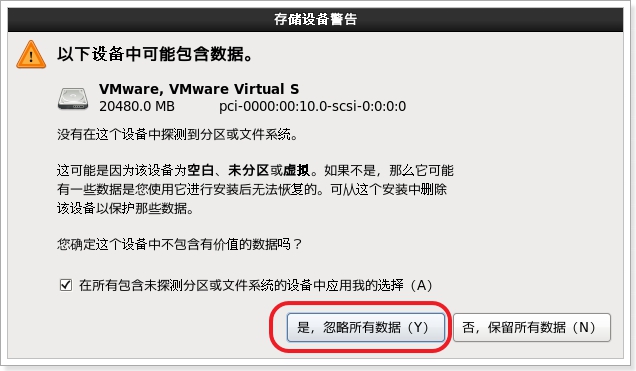 存储设备警告
以下设备中可能包含数据。
VMware, VMware Virtual S
20480.0 MB pci-0000:00:10.0-scsi-0:0:0:0
没有在这个设备中探测到分区或文件系统。
这可能是因为该设备为空白、未分区或虚拟。如果不是，那么它可能
有一些数据是您使用它进行安装后无法恢复的。可从这个安装中删除
该设备以保护那些数据。
您确定这个设备中不包含有价值的数据吗？
在所有包含未探测分区或文件系统的设备中应用我的选择（A）
是，忽略所有数据（Y） 否，保留所有数据（N）